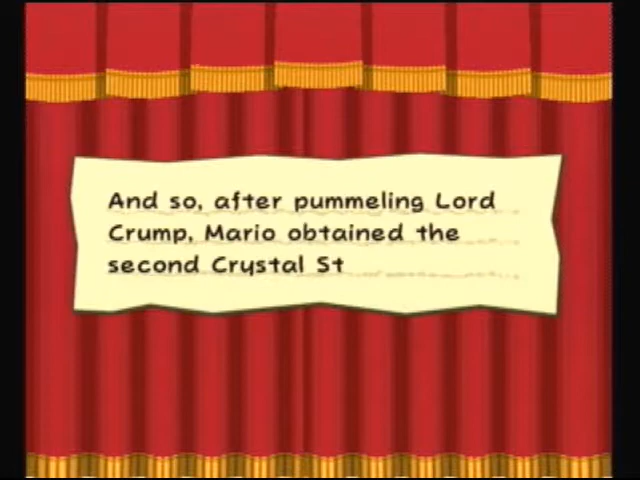 And so, after pummeling Lord
Crump, Mario obtained the
second Crystal St